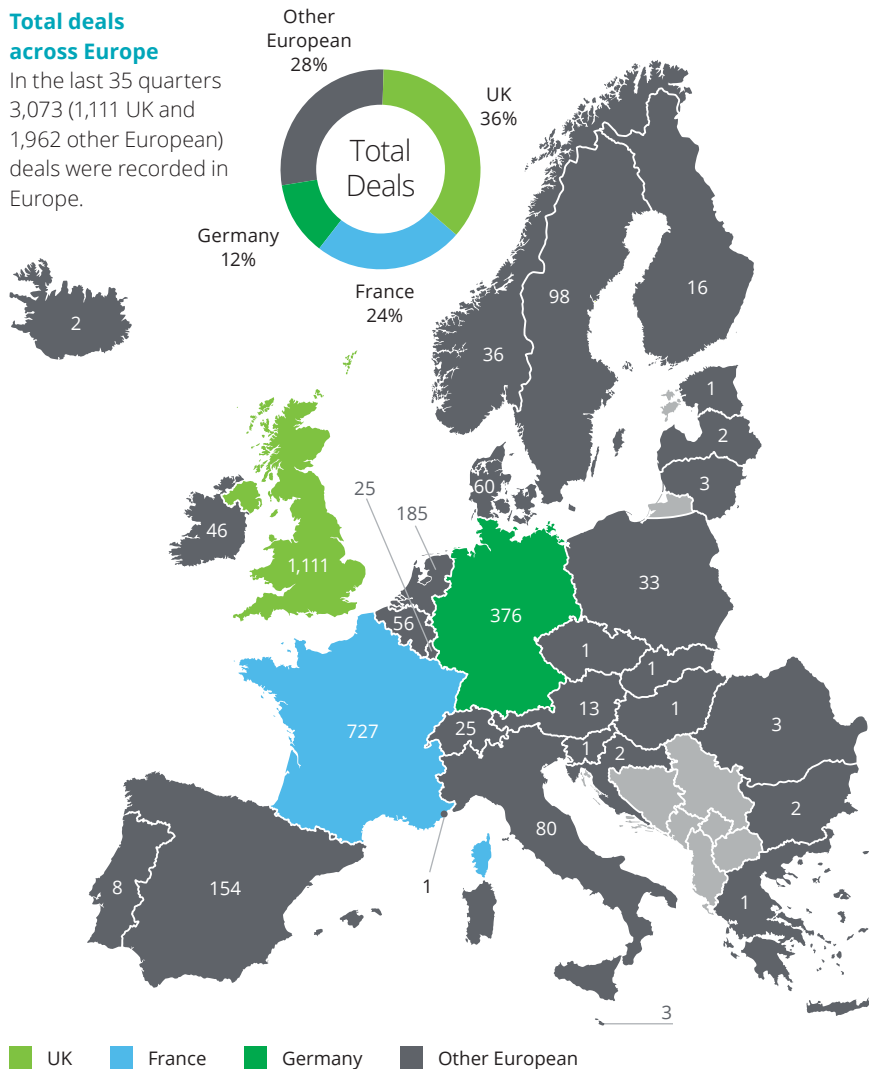 Total deals
across Europe
In the last 35 quarters
3,073 (1,111 UK and
1,962 other European)
deals were recorded in
Europe.
Other
European
28%
UK
36%
Total
Deals
Germany
12%
France
24%
2
98
16
36
1
2
3
60
25
185
46
1,111
33
56
376
1
1
13
1
3
727
25
1
2
2
80
1
8
154
1
3
UK
France
Germany
Other European